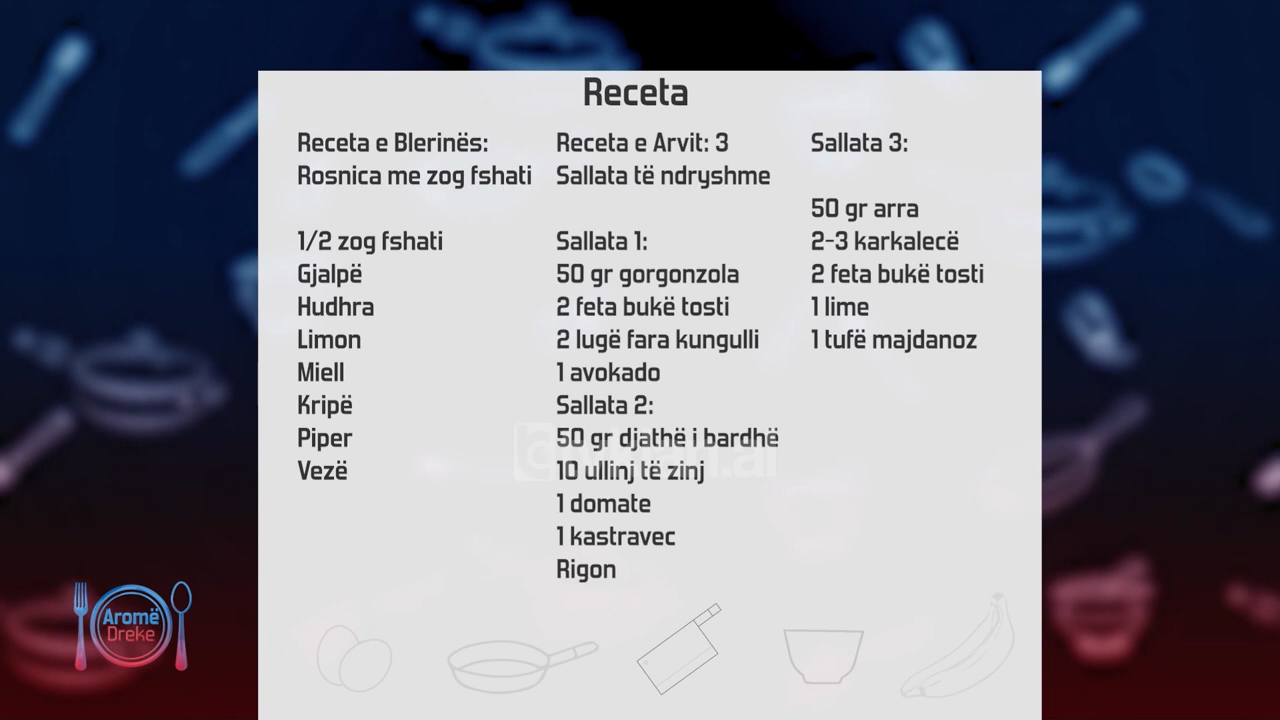 Receta
Receta e Blerinës:
Rosnica me zog fshati
1/2 zog fshati
Gjalpë
Hudhra
Limon
Miell
Kripë
Piper
Vezë
Receta e Arvit: 3
Sallata të ndryshme
Sallata 1:
50 gr gorgonzola
2 feta bukë tosti
2 lugë fara kungulli
1 avokado
Sallata 2:
50 gr djathë i bardhë
10 ullinj të zinj
1 domate
1 kastravec
Rigon
Sallata 3:
50 gr arra
2-3 karkalecë
2 feta bukë tosti
1 lime
1 tufë majdanoz
Aromë
Dreke